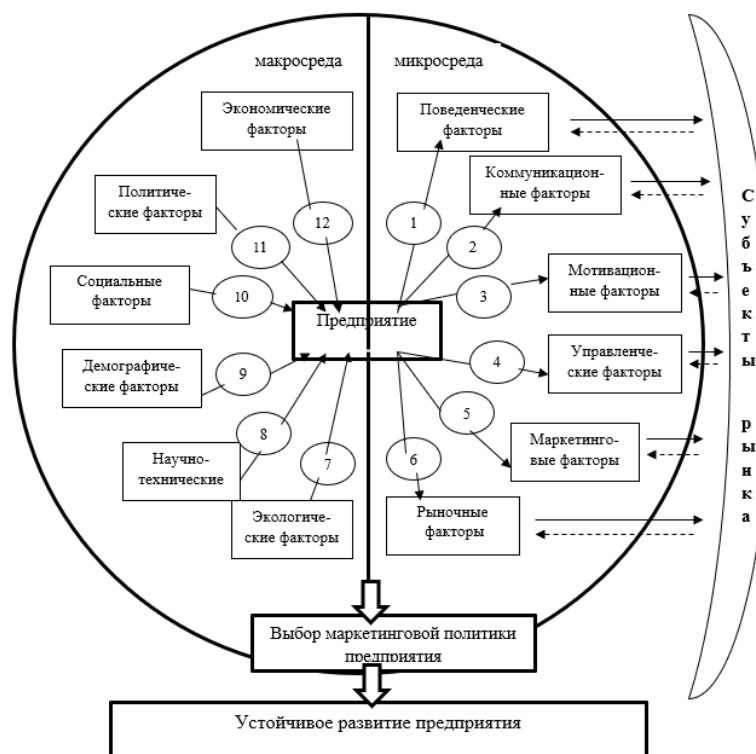 макросреда
микросреда
Экономические
факторы
Поведенческие
факторы
Политиче-
ские факторы
Коммуникацион-
ные факторы
12
1
11
2
Социальные
факторы
10
3
Мотивацион-
ные факторы
Предприятие
Демографиче-
ские факторы
9
4
Управленче-
ские факторы
8
5
Научно-
технические
7
6
Маркетинго-
вые факторы
Экологиче-
ские факторы
Рыночные
факторы
Субъекты рынка
Выбор маркетинговой политики
предприятия
Устойчивое развитие предприятия